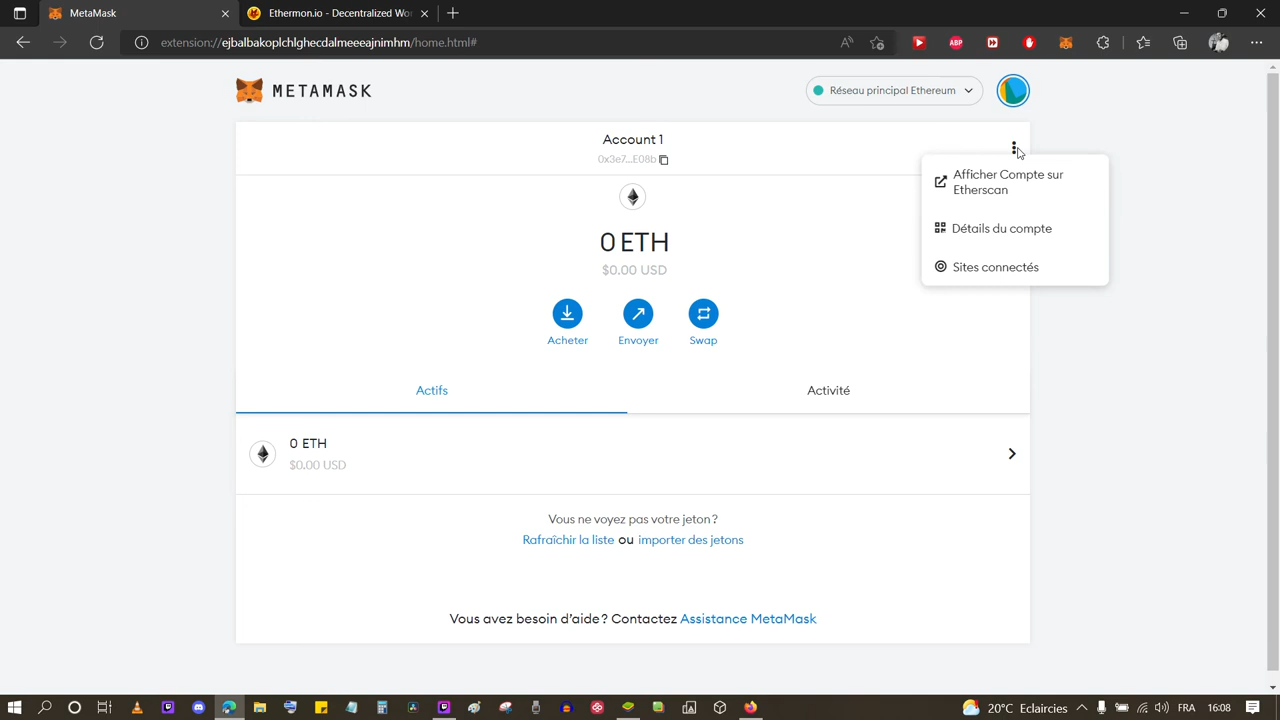 MetaMask
Ethermon.io - Decentralized Wor
extension://ejbalbakoplchlghecdalmeeeajnimhm/home.html#
ABP
METAMASK
Réseau principal Ethereum
Account 1
0x3e7...E08b
Afficher Compte sur
Etherscan
Détails du compte
Sites connectés
0 ETH
$0.00 USD
Acheter
Envoyer
Swap
Actifs
Activité
0 ETH
$0.00 USD
Vous ne voyez pas votre jeton ?
Rafraîchir la liste ou importer des jetons
Vous avez besoin d'aide ? Contactez Assistance MetaMask
20°C Eclaircies
FRA
16:08